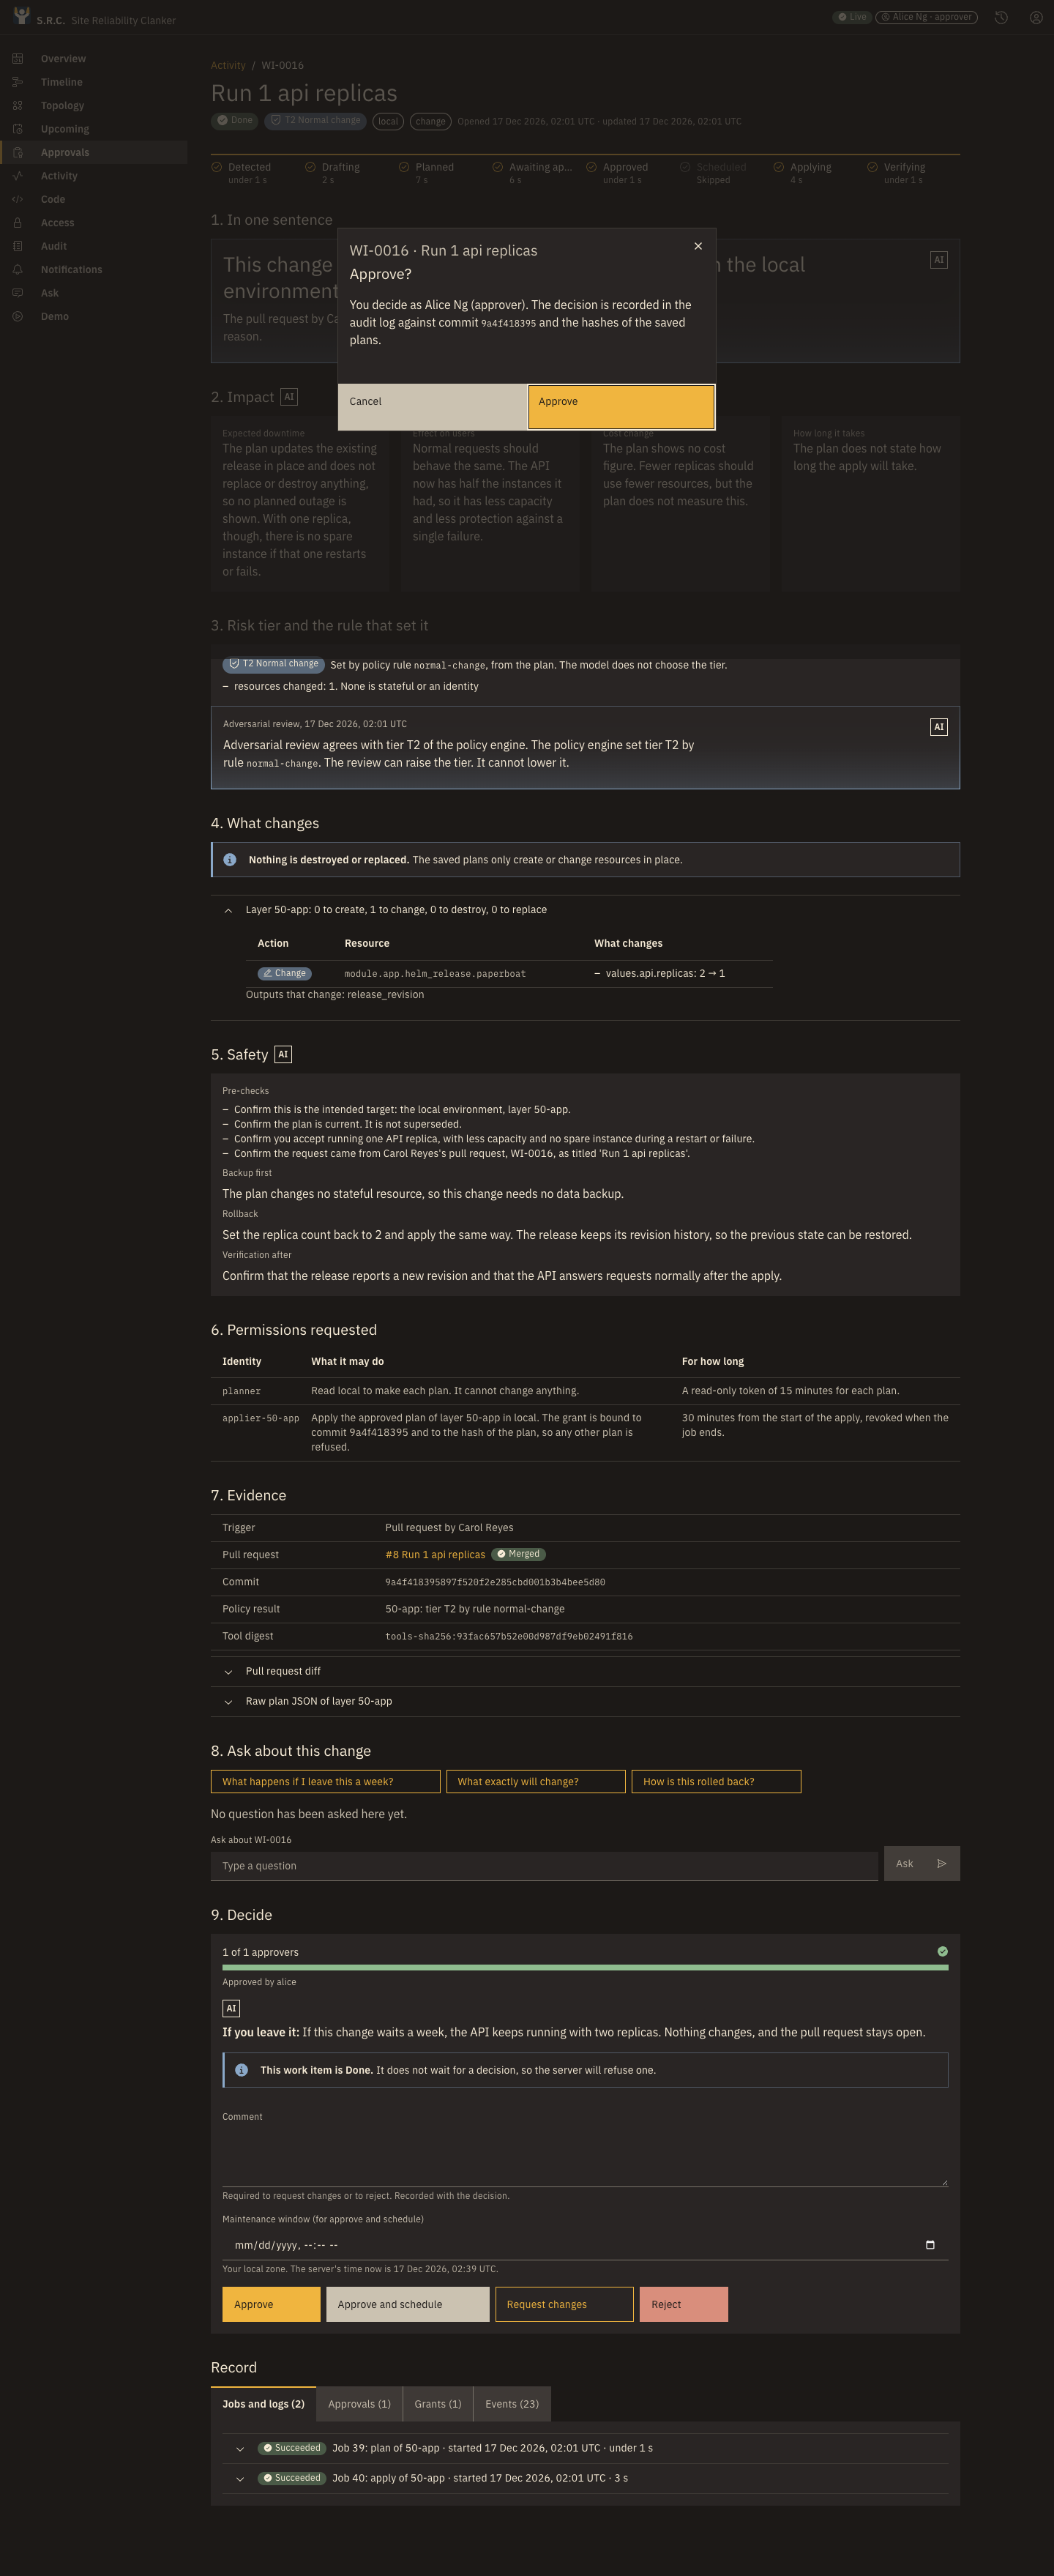 S.R.C. Site Reliability Clanker
Live
Alice Ng · approver
Overview
Timeline
Topology
Upcoming
Approvals
Activity
Code
Access
Audit
Notifications
Ask
Demo
Activity / WI-0016
Run 1 api replicas
Done
T2 Normal change
local
change
Opened 17 Dec 2026, 02:01 UTC · updated 17 Dec 2026, 02:01 UTC
Detected
under 1 s
Drafting
2 s
Planned
7 s
Awaiting ap...
6 s
Approved
under 1 s
Scheduled
Skipped
Applying
4 s
Verifying
under 1 s
1. In one sentence
This change
the local
environment
AI
The pull request by Ca
reason.
WI-0016 · Run 1 api replicas
Approve?
You decide as Alice Ng (approver). The decision is recorded in the
audit log against commit 9a4f418395 and the hashes of the saved
plans.
Cancel
Approve
2. Impact AI
Expected downtime
The plan updates the existing
release in place and does not
replace or destroy anything,
so no planned outage is
shown. With one replica,
though, there is no spare
instance if that one restarts
or fails.
Effect on users
Normal requests should
behave the same. The API
now has half the instances it
had, so it has less capacity
and less protection against a
single failure.
Cost change
The plan shows no cost
figure. Fewer replicas should
use fewer resources, but the
plan does not measure this.
How long it takes
The plan does not state how
long the apply will take.
3. Risk tier and the rule that set it
T2 Normal change Set by policy rule normal-change, from the plan. The model does not choose the tier.
– resources changed: 1. None is stateful or an identity
Adversarial review, 17 Dec 2026, 02:01 UTC
AI
Adversarial review agrees with tier T2 of the policy engine. The policy engine set tier T2 by
rule normal-change. The review can raise the tier. It cannot lower it.
4. What changes
Nothing is destroyed or replaced. The saved plans only create or change resources in place.
Layer 50-app: 0 to create, 1 to change, 0 to destroy, 0 to replace
Action Resource What changes
Change module.app.helm_release.paperboat – values.api.replicas: 2 → 1
Outputs that change: release_revision
5. Safety AI
Pre-checks
– Confirm this is the intended target: the local environment, layer 50-app.
– Confirm the plan is current. It is not superseded.
– Confirm you accept running one API replica, with less capacity and no spare instance during a restart or failure.
– Confirm the request came from Carol Reyes's pull request, WI-0016, as titled 'Run 1 api replicas'.
Backup first
The plan changes no stateful resource, so this change needs no data backup.
Rollback
Set the replica count back to 2 and apply the same way. The release keeps its revision history, so the previous state can be restored.
Verification after
Confirm that the release reports a new revision and that the API answers requests normally after the apply.
6. Permissions requested
Identity What it may do For how long
planner Read local to make each plan. It cannot change anything. A read-only token of 15 minutes for each plan.
applier-50-app Apply the approved plan of layer 50-app in local. The grant is bound to 30 minutes from the start of the apply, revoked when the
commit 9a4f418395 and to the hash of the plan, so any other plan is job ends.
refused.
7. Evidence
Trigger Pull request by Carol Reyes
Pull request #8 Run 1 api replicas Merged
Commit 9a4f418395897f520f2e285cbd001b3b4bee5d80
Policy result 50-app: tier T2 by rule normal-change
Tool digest tools-sha256:93fac657b52e00d987df9eb02491f816
Pull request diff
Raw plan JSON of layer 50-app
8. Ask about this change
What happens if I leave this a week?
What exactly will change?
How is this rolled back?
No question has been asked here yet.
Ask about WI-0016
Type a question
Ask
9. Decide
1 of 1 approvers
Approved by alice
AI
If you leave it: If this change waits a week, the API keeps running with two replicas. Nothing changes, and the pull request stays open.
This work item is Done. It does not wait for a decision, so the server will refuse one.
Comment
Required to request changes or to reject. Recorded with the decision.
Maintenance window (for approve and schedule)
mm/dd/yyyy, --:-- --
Your local zone. The server's time now is 17 Dec 2026, 02:39 UTC.
Approve
Approve and schedule
Request changes
Reject
Record
Jobs and logs (2)
Approvals (1)
Grants (1)
Events (23)
Succeeded Job 39: plan of 50-app · started 17 Dec 2026, 02:01 UTC · under 1 s
Succeeded Job 40: apply of 50-app · started 17 Dec 2026, 02:01 UTC · 3 s